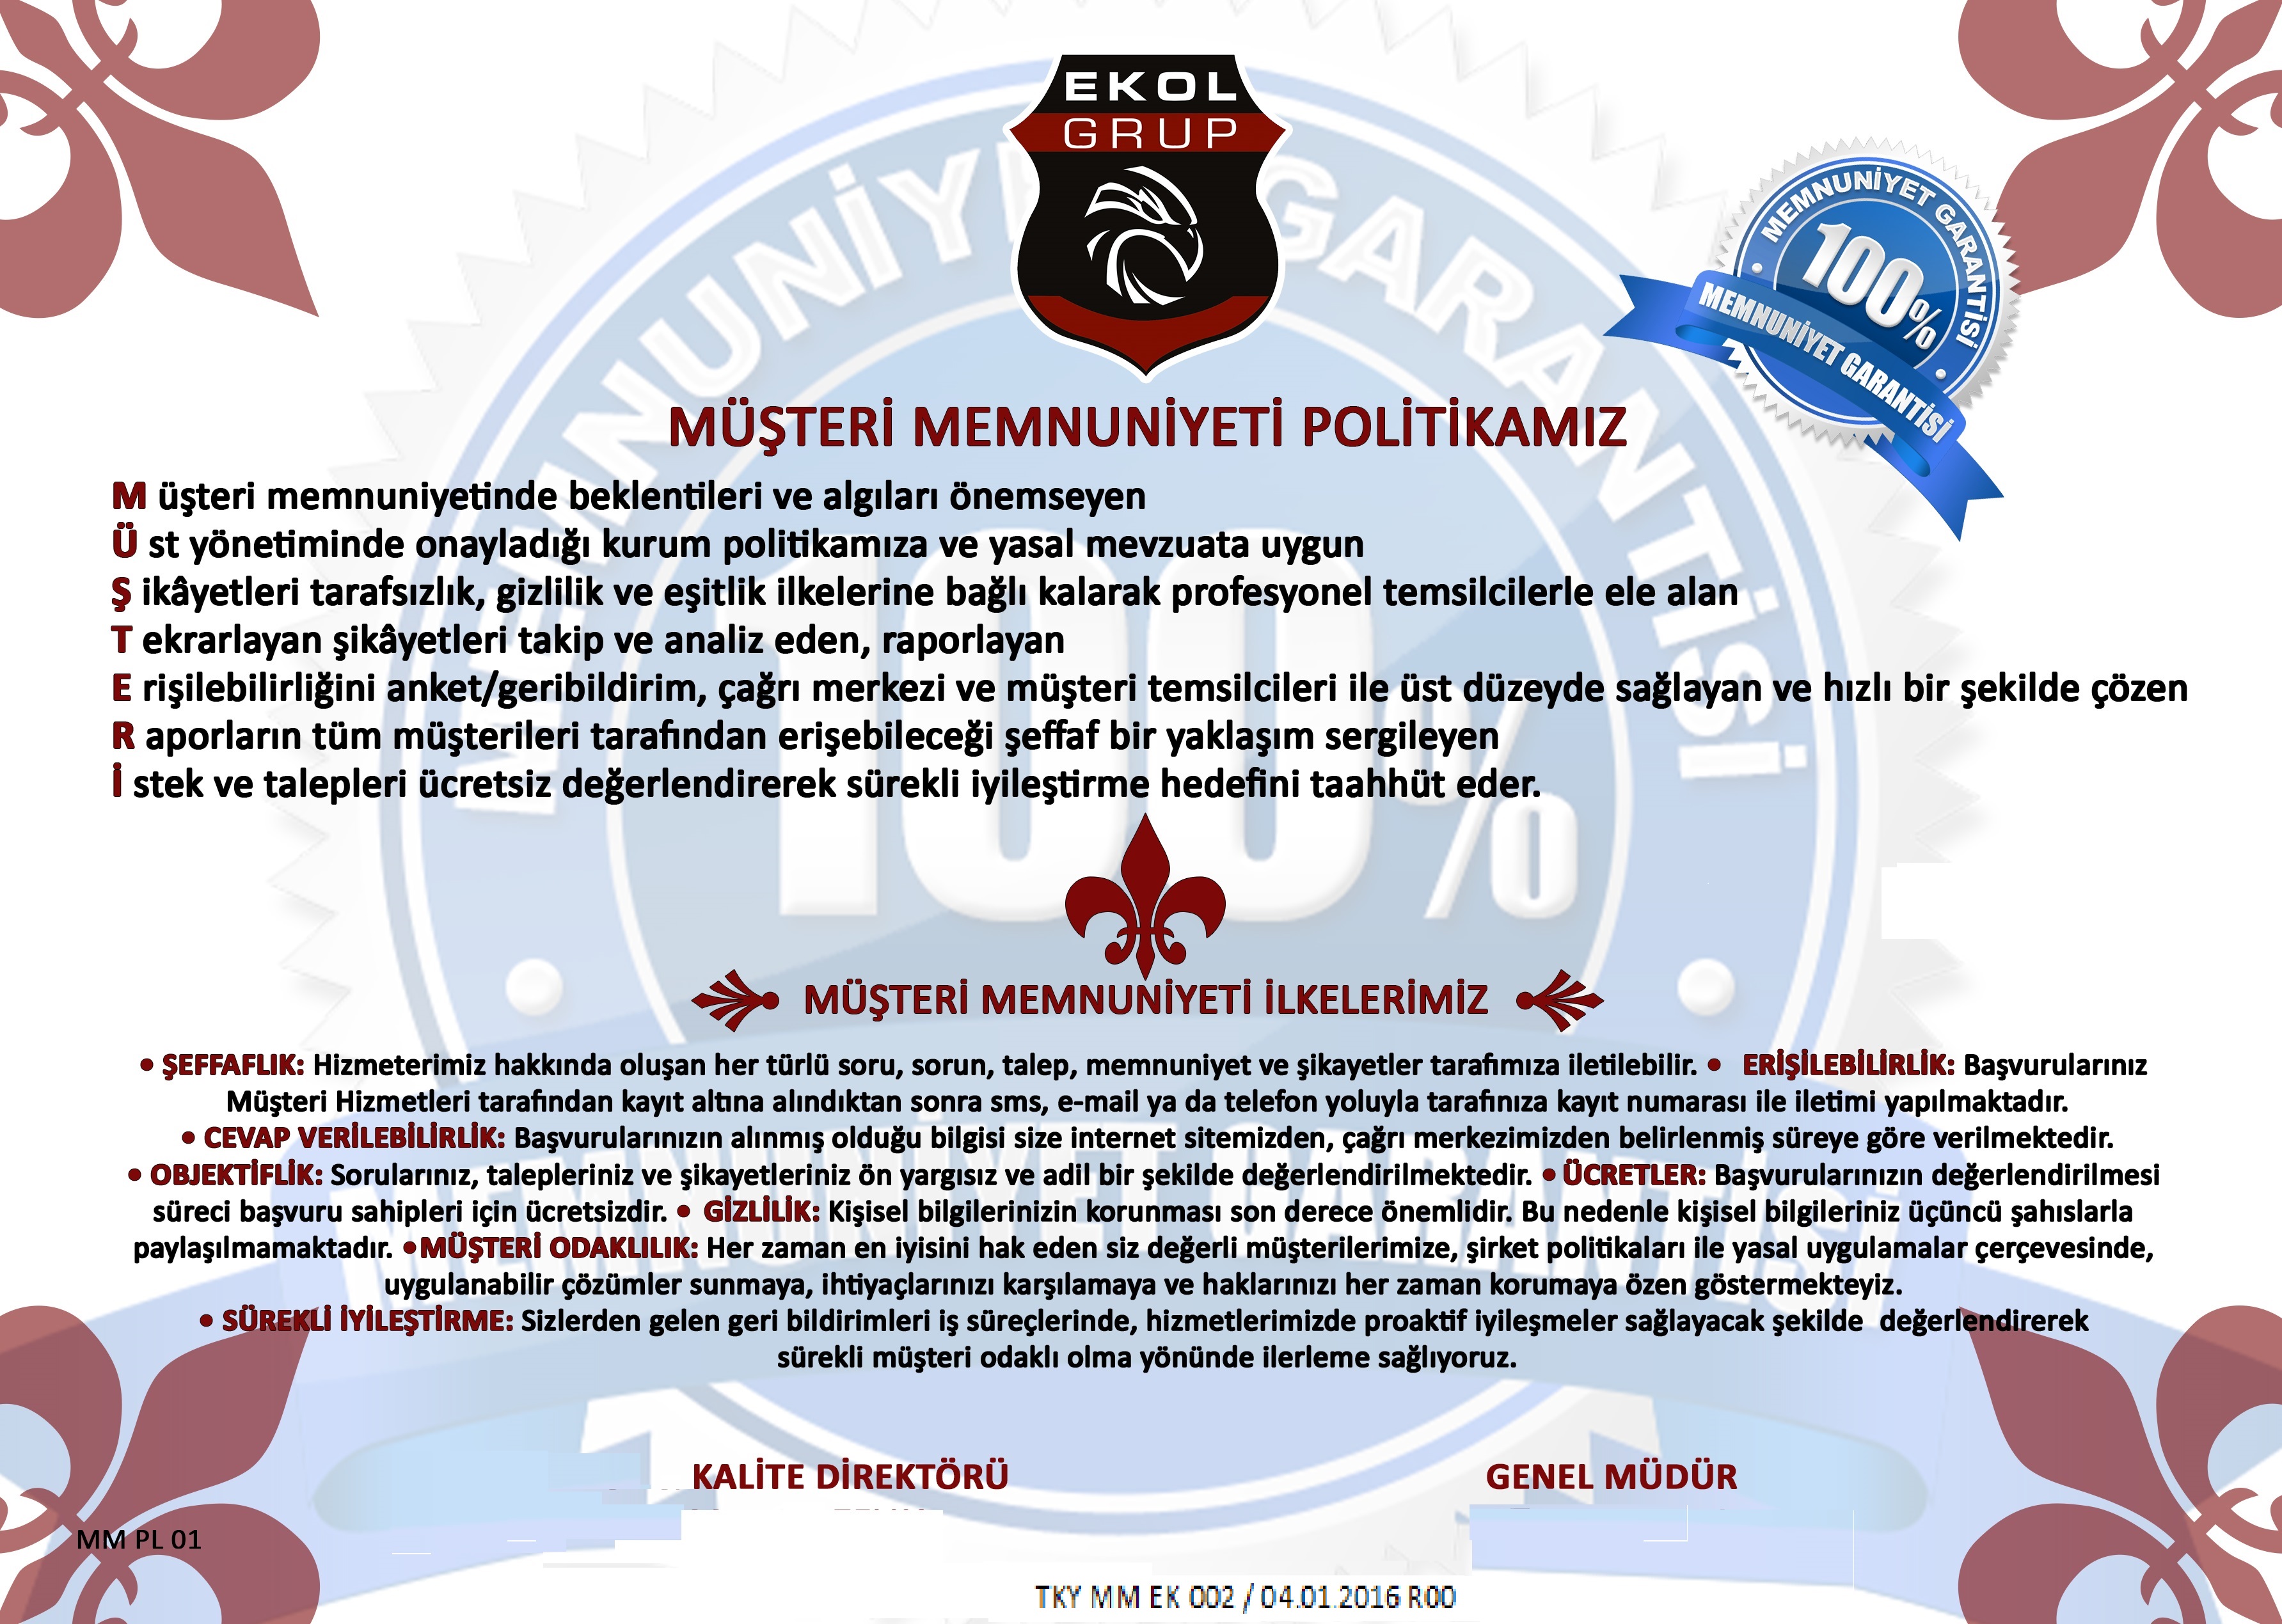 EKOL
GRUP
MEMNUNİYET GARANTİSİ
100%
MEMNUNİYET GARANTİSİ
MÜŞTERİ MEMNUNİYETİ POLİTİKAMIZ
M üşteri memnuniyetinde beklentileri ve algıları önemseyen
Ü st yönetiminde onayladığı kurum politikamıza ve yasal mevzuata uygun
Ş ikâyetleri tarafsızlık, gizlilik ve eşitlik ilkelerine bağlı kalarak profesyonel temsilcilerle ele alan
T ekrarlayan şikâyetleri takip ve analiz eden, raporlayan
E rişilebilirliğini anket/geribildirim, çağrı merkezi ve müşteri temsilcileri ile üst düzeyde sağlayan ve hızlı bir şekilde çözen
R aporların tüm müşterileri tarafından erişebileceği şeffaf bir yaklaşım sergileyen
İ stek ve talepleri ücretsiz değerlendirerek sürekli iyileştirme hedefini taahhüt eder.
MEMNUNİYET GARANTİSİ
100%
MEMNUNİYET GARANTİSİ
MÜŞTERİ MEMNUNİYETİ İLKELERİMİZ
• ŞEFFAFLIK: Hizmeterimiz hakkında oluşan her türlü soru, sorun, talep, memnuniyet ve şikayetler tarafımıza iletilebilir. • ERİŞİLEBİLİRLİK: Başvurularınız
Müşteri Hizmetleri tarafından kayıt altına alındıktan sonra sms, e-mail ya da telefon yoluyla tarafınıza kayıt numarası ile iletimi yapılmaktadır.
• CEVAP VERİLEBİLİRLİK: Başvurularınızın alınmış olduğu bilgisi size internet sitemizden, çağrı merkezimizden belirlenmiş süreye göre verilmektedir.
• OBJEKTİFLİK: Sorularınız, talepleriniz ve şikayetleriniz ön yargısız ve adil bir şekilde değerlendirilmektedir. • ÜCRETLER: Başvurularınızın değerlendirilmesi
süreci başvuru sahipleri için ücretsizdir. • GİZLİLİK: Kişisel bilgilerinizin korunması son derece önemlidir. Bu nedenle kişisel bilgileriniz üçüncü şahıslarla
paylaşılmamaktadır. •MÜŞTERİ ODAKLILIK: Her zaman en iyisini hak eden siz değerli müşterilerimize, şirket politikaları ile yasal uygulamalar çerçevesinde,
uygulanabilir çözümler sunmaya, ihtiyaçlarınızı karşılamaya ve haklarınızı her zaman korumaya özen göstermekteyiz.
• SÜREKLİ İYİLEŞTİRME: Sizlerden gelen geri bildirimleri iş süreçlerinde, hizmetlerimizde proaktif iyileşmeler sağlayacak şekilde değerlendirerek
sürekli müşteri odaklı olma yönünde ilerleme sağlıyoruz.
KALİTE DİREKTÖRÜ
GENEL MÜDÜR
MM PL 01
TKY MM EK 002 / 04.01.2016 R00